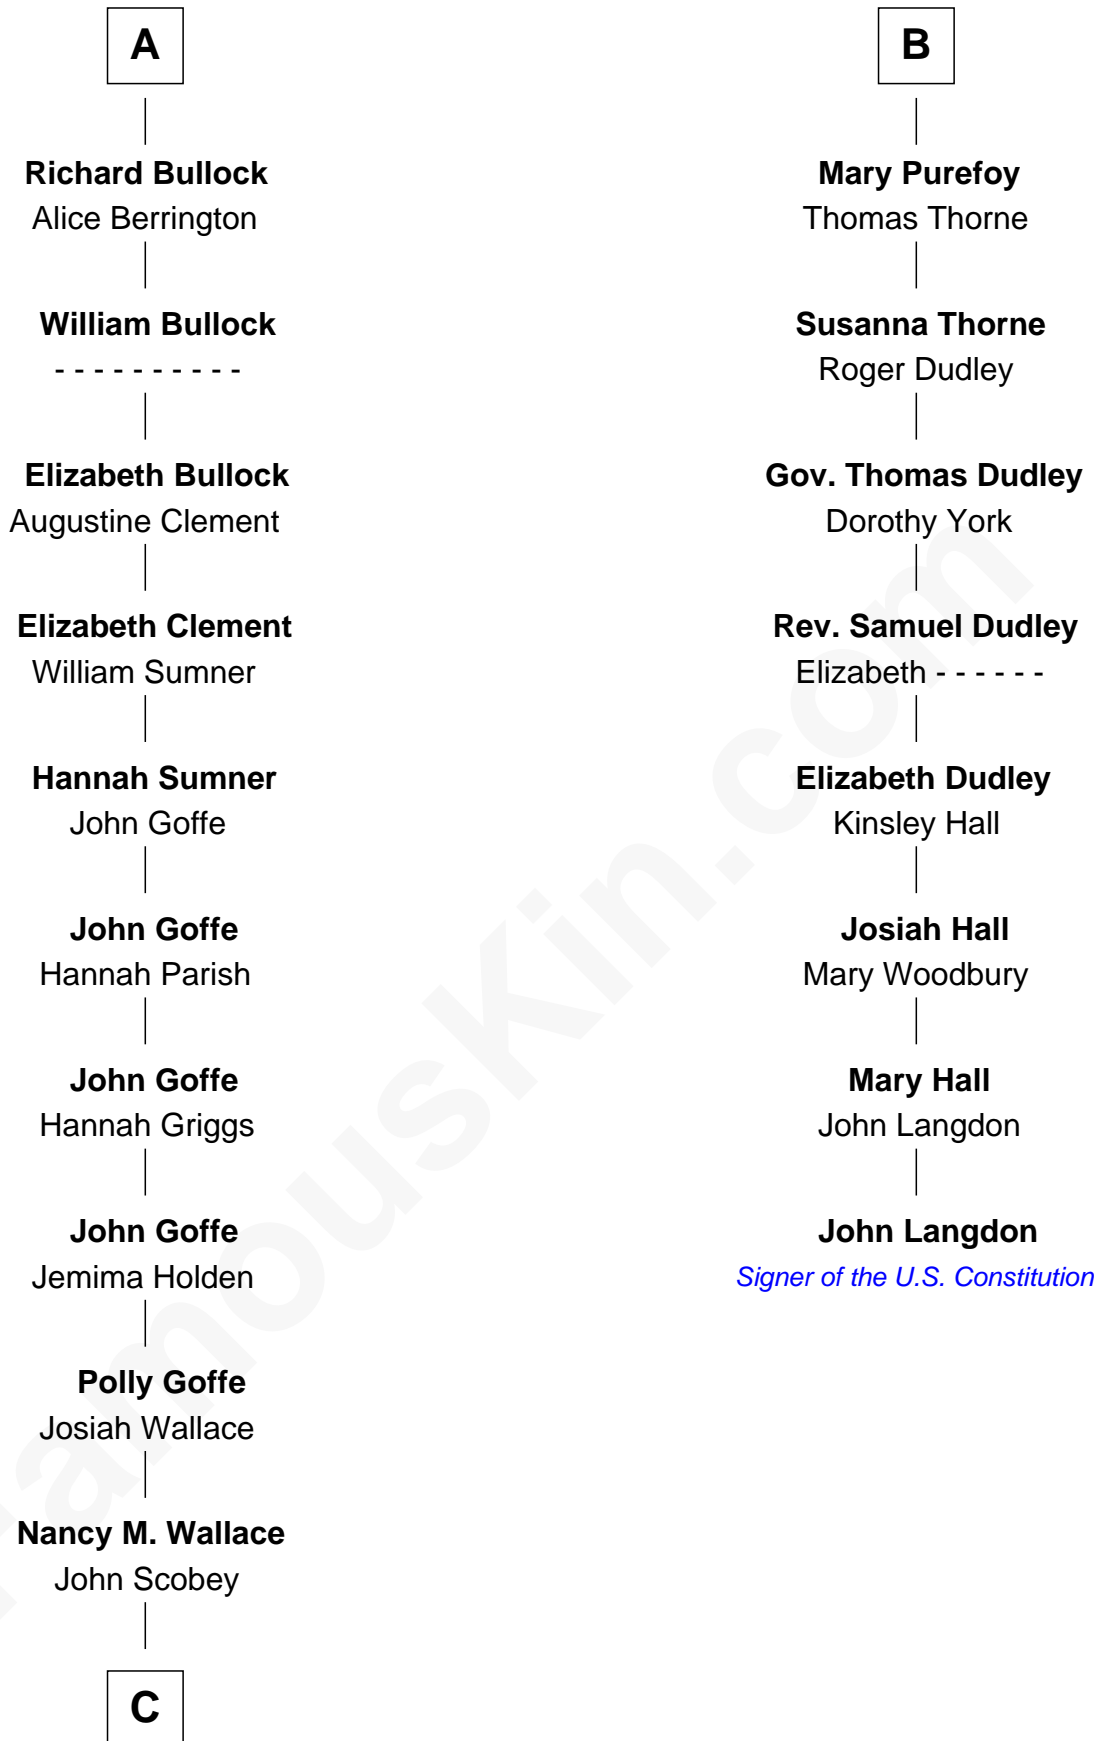 A
Richard Bullock
Alice Berrington
William Bullock
- - - - - - - - - -
Elizabeth Bullock
Augustine Clement
Elizabeth Clement
William Sumner
Hannah Sumner
John Goffe
John Goffe
Hannah Parish
John Goffe
Hannah Griggs
John Goffe
Jemima Holden
Polly Goffe
Josiah Wallace
Nancy M. Wallace
John Scobey
C
B
Mary Purefoy
Thomas Thorne
Susanna Thorne
Roger Dudley
Gov. Thomas Dudley
Dorothy York
Rev. Samuel Dudley
Elizabeth - - - - - -
Elizabeth Dudley
Kinsley Hall
Josiah Hall
Mary Woodbury
Mary Hall
John Langdon
John Langdon
Signer of the U.S. Constitution
FamousKin.com